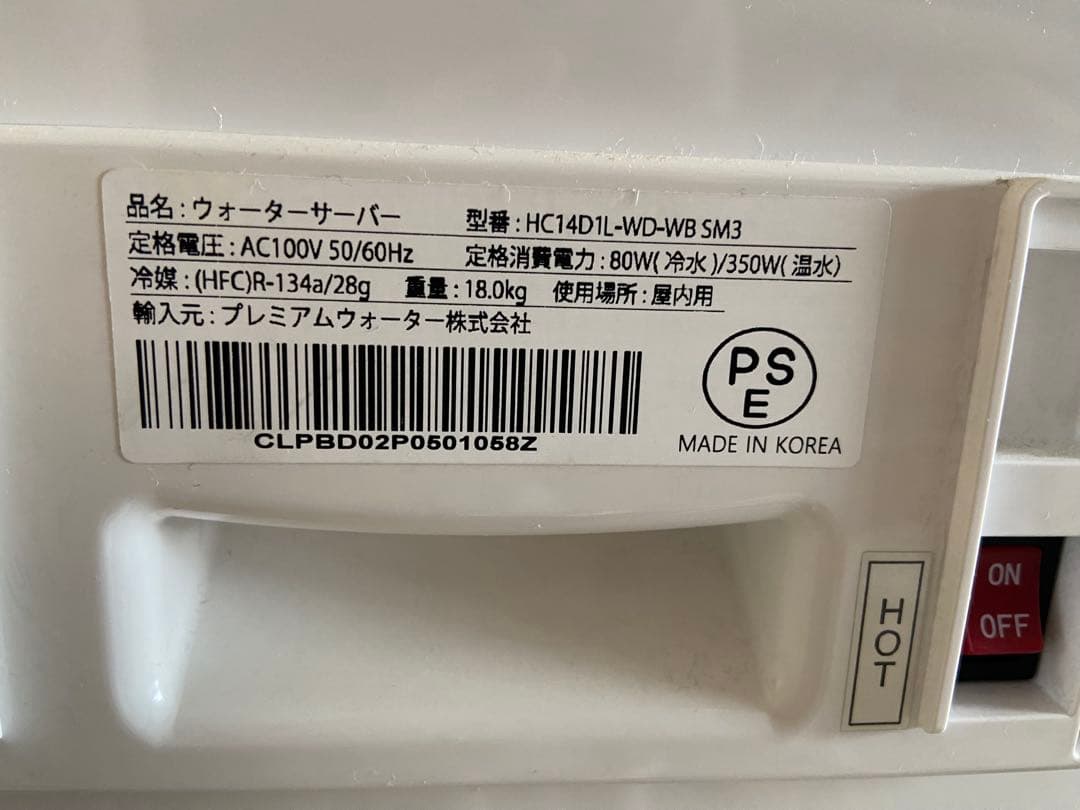 品名 : ウォーターサーバー 型番 : HC14D1L-WD-WB SM3
定格電圧 : AC100V 50/60Hz 定格消費電力 : 80W( 冷水 )/350W( 温水 )
冷媒 : (HFC)R-134a/28g 重量 : 18.0kg 使用場所 : 屋内用
輸入元 : プレミアムウォーター株式会社
PS
E
CLPBD02P0501058Z
MADE IN KOREA
HOT
ON
OFF